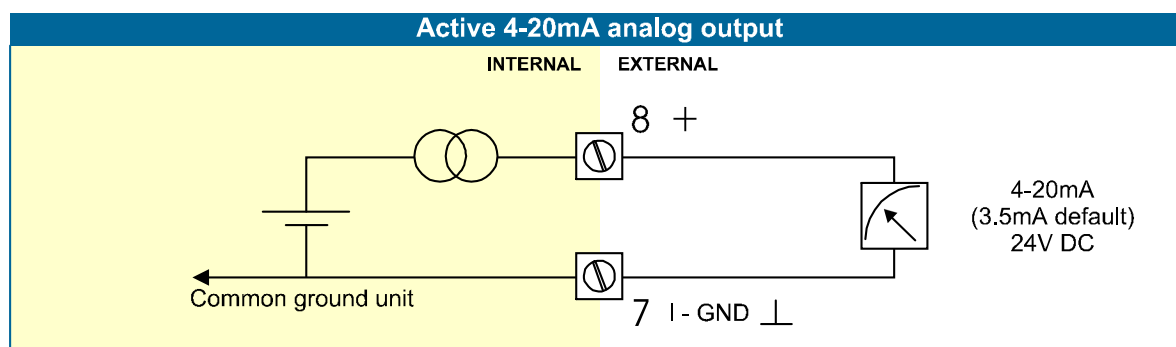 Active 4-20mA analog output
INTERNAL EXTERNAL
8 +
4-20mA
(3.5mA default)
24V DC
Common ground unit
7 I - GND ⊥